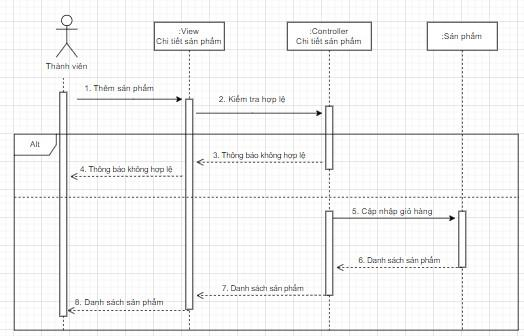 :View
Chi tiết sản phẩm
:Controller
Chi tiết sản phẩm
:Sản phẩm
Thành viên
1. Thêm sản phẩm
2. Kiểm tra hợp lệ
Alt
3. Thông báo không hợp lệ
4. Thông báo không hợp lệ
5. Cập nhập giỏ hàng
6. Danh sách sản phẩm
7. Danh sách sản phẩm
8. Danh sách sản phẩm